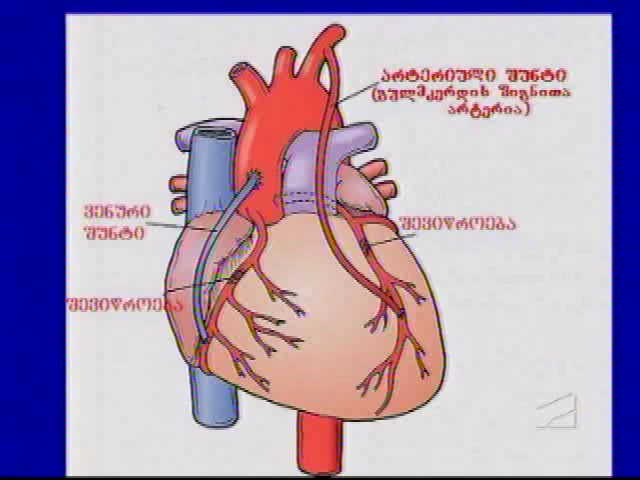 არტერიული შუნტი
(გულმკერდის შიგნითა
არტერია)
ვენური
შუნტი
შევიწროება
შევიწროება